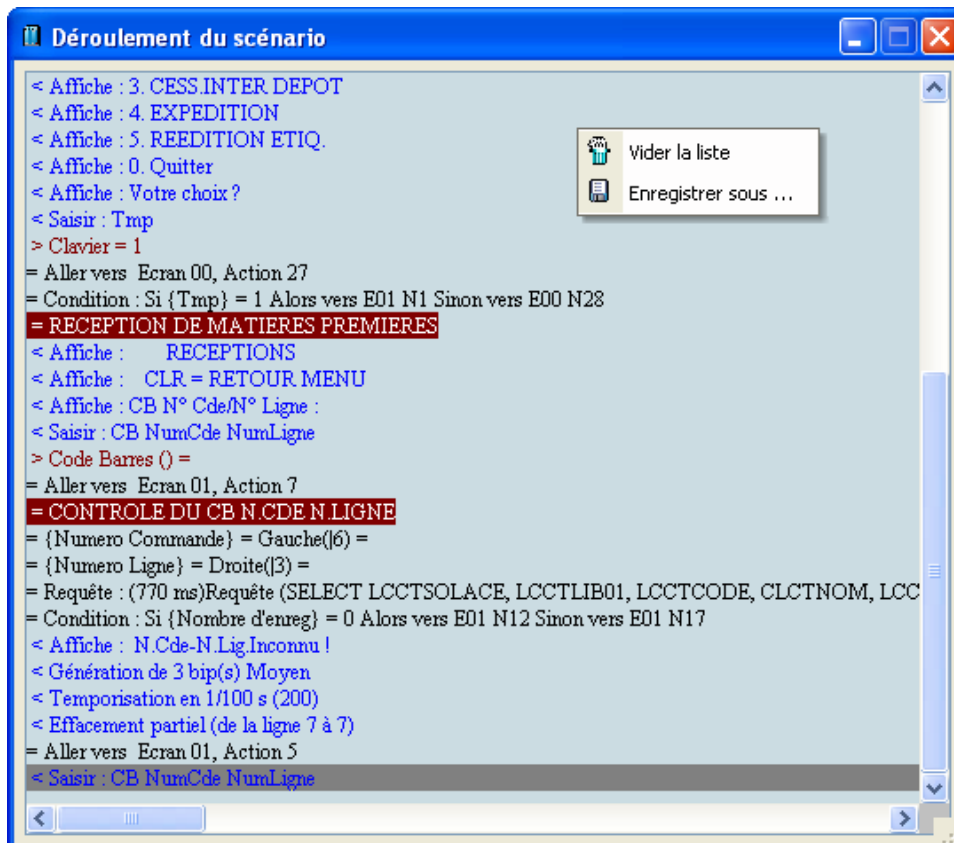 Déroulement du scénario
< Affiche : 3. CESS.INTER DEPOT
< Affiche : 4. EXPEDITION
< Affiche : 5. REEDITION ETIQ.
< Affiche : 0. Quitter
< Affiche : Votre choix ?
< Saisir : Tmp
> Clavier = 1
= Aller vers  Ecran 00, Action 27
= Condition : Si {Tmp} = 1 Alors vers E01 N1 Sinon vers E00 N28
= RECEPTION DE MATIERES PREMIERES
< Affiche :      RECEPTIONS
< Affiche :   CLR = RETOUR MENU
< Affiche : CB N° Cde/N° Ligne :
< Saisir : CB NumCde NumLigne
> Code Barres () =
= Aller vers  Ecran 01, Action 7
= CONTROLE DU CB N.CDE N.LIGNE
= {Numero Commande} = Gauche(|6) =
= {Numero Ligne} = Droite(|3) =
= Requête : (770 ms)Requête (SELECT LCCTSOLACE, LCCTLIB01, LCCTCODE, CLCTNOM, LCC
= Condition : Si {Nombre d'enreg} = 0 Alors vers E01 N12 Sinon vers E01 N17
< Affiche :  N.Cde-N.Lig.Inconnu !
< Génération de 3 bip(s) Moyen
< Temporisation en 1/100 s (200)
< Effacement partiel (de la ligne 7 à 7)
= Aller vers  Ecran 01, Action 5
< Saisir : CB NumCde NumLigne
Vider la liste
Enregistrer sous ...